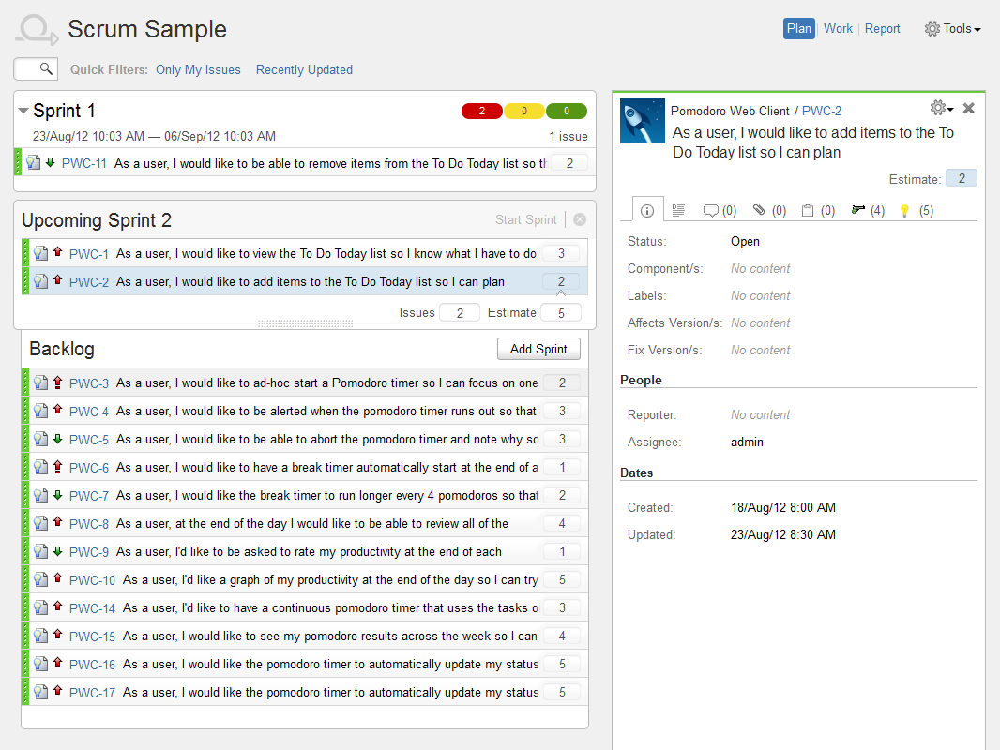 Scrum Sample
Plan Work Report Tools
Quick Filters: Only My Issues Recently Updated
Sprint 1 2 0 0
23/Aug/12 10:03 AM — 06/Sep/12 10:03 AM 1 issue
PWC-11 As a user, I would like to be able to remove items from the To Do Today list so 2
Upcoming Sprint 2 Start Sprint
PWC-1 As a user, I would like to view the To Do Today list so I know what I have to do 3
PWC-2 As a user, I would like to add items to the To Do Today list so I can plan 2
Issues 2 Estimate 5
Backlog Add Sprint
PWC-3 As a user, I would like to ad-hoc start a Pomodoro timer so I can focus on one 2
PWC-4 As a user, I would like to be alerted when the pomodoro timer runs out so that 3
PWC-5 As a user, I would like to be able to abort the pomodoro timer and note why so 3
PWC-6 As a user, I would like to have a break timer automatically start at the end of a 1
PWC-7 As a user, I would like the break timer to run longer every 4 pomodoros so that 2
PWC-8 As a user, at the end of the day I would like to be able to review all of the 4
PWC-9 As a user, I'd like to be asked to rate my productivity at the end of each 1
PWC-10 As a user, I'd like a graph of my productivity at the end of the day so I can try 5
PWC-14 As a user, I'd like to have a continuous pomodoro timer that uses the tasks 3
PWC-15 As a user, I would like to see my pomodoro results across the week so I can 4
PWC-16 As a user, I would like the pomodoro timer to automatically update my status 5
PWC-17 As a user, I would like the pomodoro timer to automatically update my status 5
Pomodoro Web Client / PWC-2
As a user, I would like to add items to the To
Do Today list so I can plan
Estimate: 2
(0) (0) (0) (4) (5)
Status: Open
Component/s: No content
Labels: No content
Affects Version/s: No content
Fix Version/s: No content
People
Reporter: No content
Assignee: admin
Dates
Created: 18/Aug/12 8:00 AM
Updated: 23/Aug/12 8:30 AM